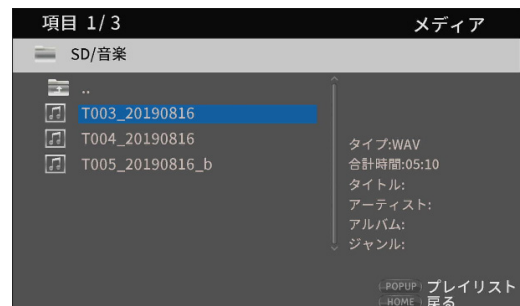 項目 1/3
メディア
SD/音楽
..
T003_20190816
T004_20190816
T005_20190816_b
タイプ:WAV
合計時間:05:10
タイトル:
アーティスト:
アルバム:
ジャンル:
POPUP プレイリスト
HOME 戻る